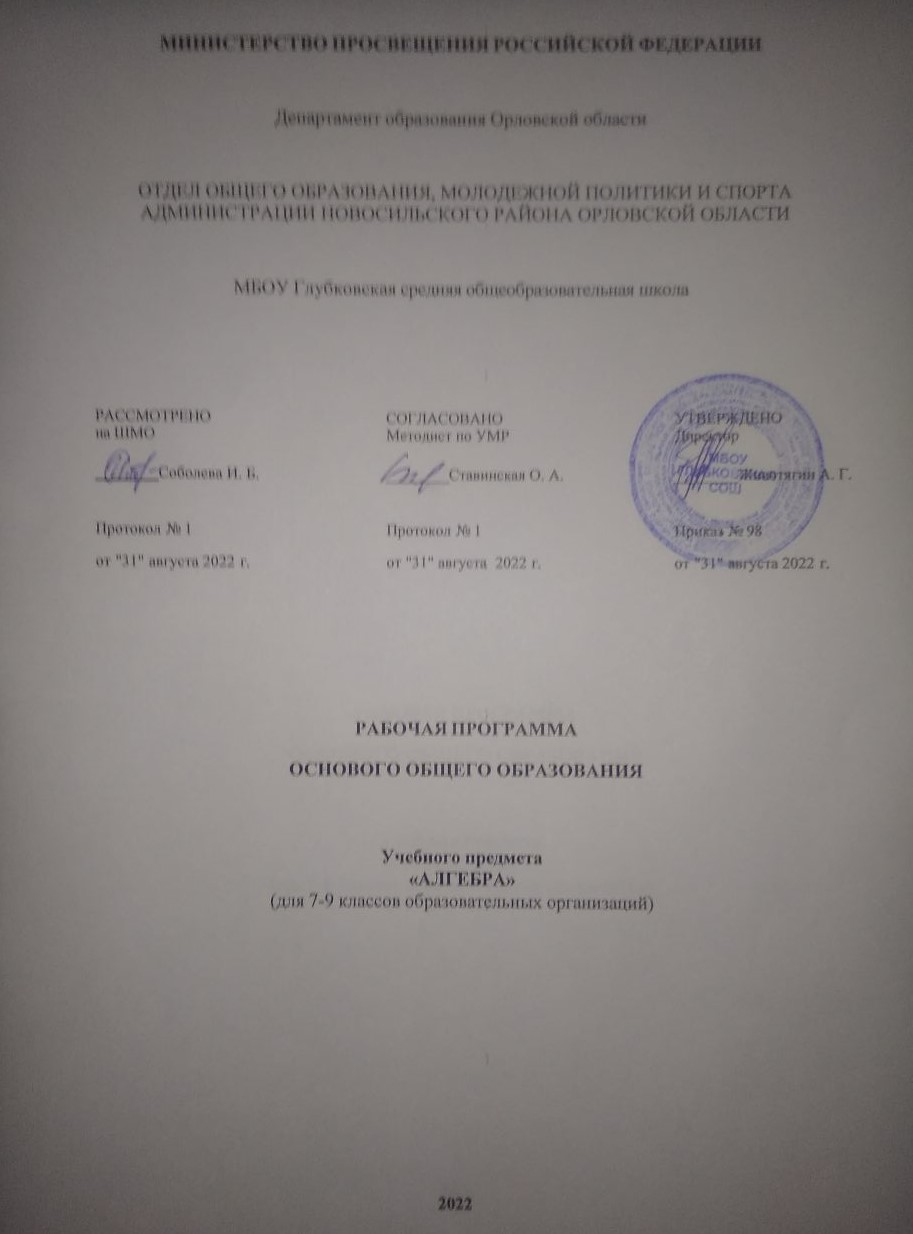 МИНИСТЕРСТВО ПРОСВЕЩЕНИЯ РОССИЙСКОЙ ФЕДЕРАЦИИ
Департамент образования Орловской области
ОТДЕЛ ОБЩЕГО ОБРАЗОВАНИЯ, МОЛОДЕЖНОЙ ПОЛИТИКИ И СПОРТА
АДМИНИСТРАЦИИ НОВОСИЛЬСКОГО РАЙОНА ОРЛОВСКОЙ ОБЛАСТИ
МБОУ Глубковская средняя общеобразовательная школа
РАССМОТРЕНО
на ШМО
Соболева И. Б.
Протокол № 1
от "31" августа 2022 г.
СОГЛАСОВАНО
Методист по УМР
Ставинская О. А.
Протокол № 1
от "31" августа 2022 г.
УТВЕРЖДЕНО
Директор
МБОУ
СОШ
А. Г.
Приказ № 98
от "31" августа 2022 г.
РАБОЧАЯ ПРОГРАММА
ОСНОВОГО ОБЩЕГО ОБРАЗОВАНИЯ
Учебного предмета
«АЛГЕБРА»
(для 7-9 классов образовательных организаций)
2022